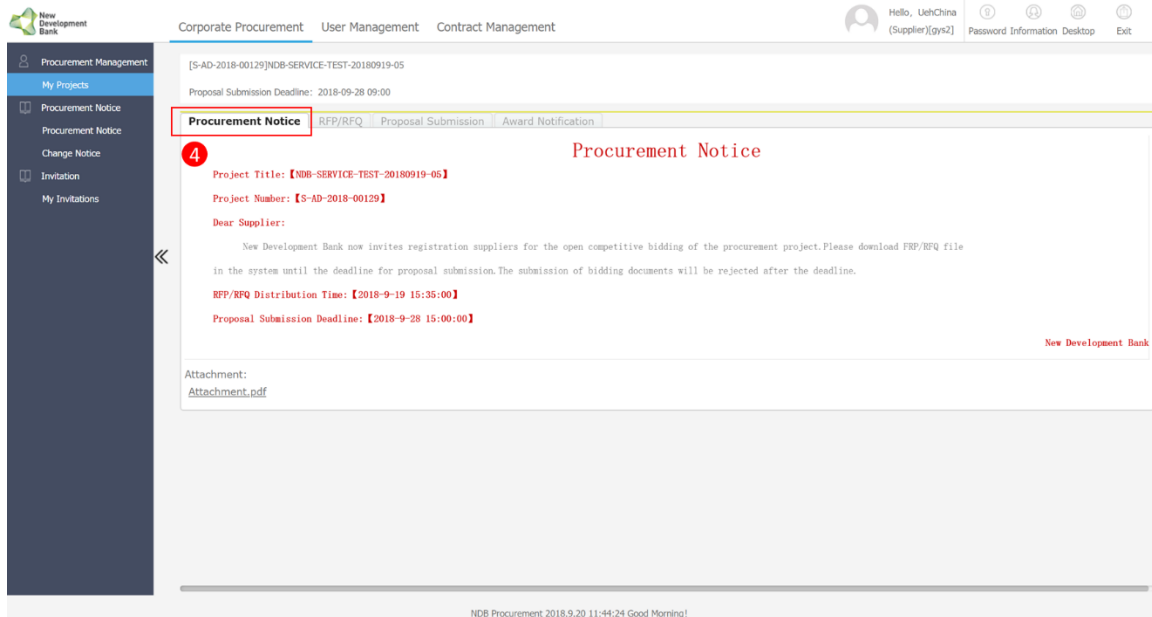 New
Development
Bank
Corporate Procurement User Management Contract Management
Hello, UehChina
(Supplier)[gys2]
Password Information Desktop Exit
Procurement Management
My Projects
Procurement Notice
Procurement Notice
Change Notice
Invitation
My Invitations
[S-AD-2018-00129]NDB-SERVICE-TEST-20180919-05
Proposal Submission Deadline: 2018-09-28 09:00
Procurement Notice RFP/RFQ Proposal Submission Award Notification
4
Procurement Notice
Project Title:【NDB-SERVICE-TEST-20180919-05】
Project Number:【S-AD-2018-00129】
Dear Supplier:
New Development Bank now invites registration suppliers for the open competitive bidding of the procurement project.Please download FRP/RFQ file
in the system until the deadline for proposal submission.The submission of bidding documents will be rejected after the deadline.
RFP/RFQ Distribution Time:【2018-9-19 15:35:00】
Proposal Submission Deadline:【2018-9-28 15:00:00】
New Development Bank
Attachment:
Attachment.pdf
NDB Procurement 2018.9.20 11:44:24 Good Morning!